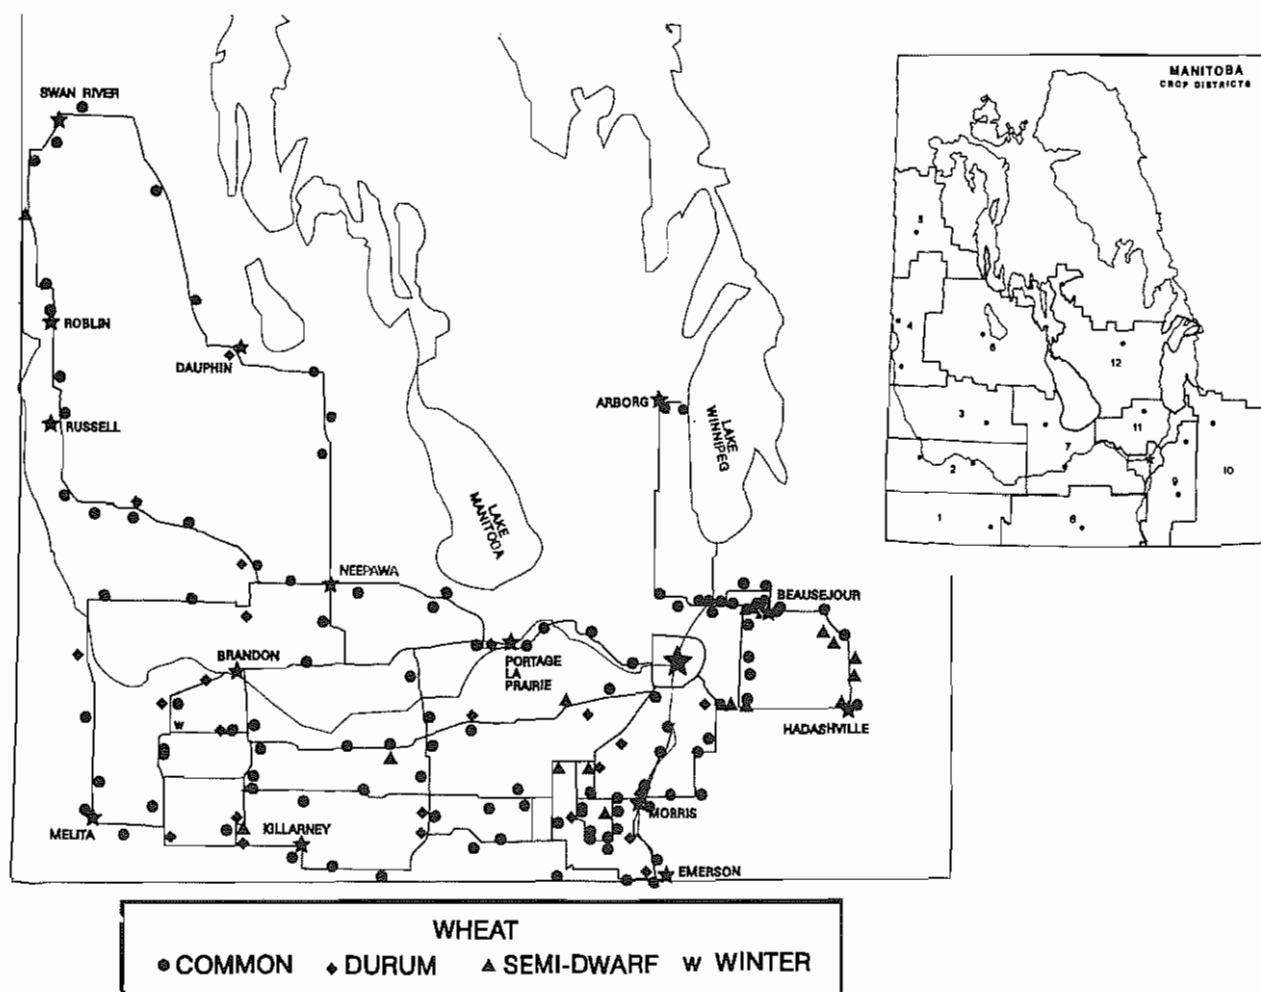 SWAN RIVER
MANITOBA
CROP DISTRICTS
5
4
6
12
3
7
11
2
9
10
1
8
ROBLIN
DAUPHIN
RUSSELL
ARBORG
LAKE
WINNIPEG
LAKE
MANITOBA
NEEPAWA
BEAUSEJOUR
BRANDON
PORTAGE
LA
PRAIRIE
W
HADASHVILLE
MELITA
KILLARNEY
MORRIS
EMERSON
WHEAT
COMMON DURUM SEMI-DWARF W WINTER